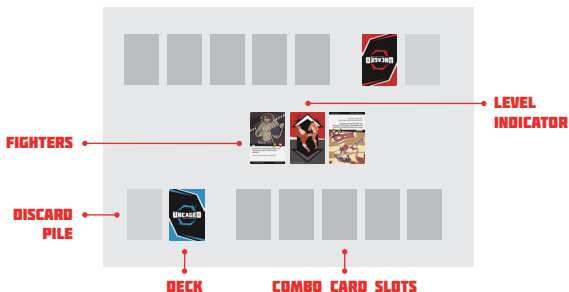 UNCAGED
LEVEL
INDICATOR
FIGHTERS
DISCARD
PILE
UNCAGED
DECK
COMBO CARD SLOTS